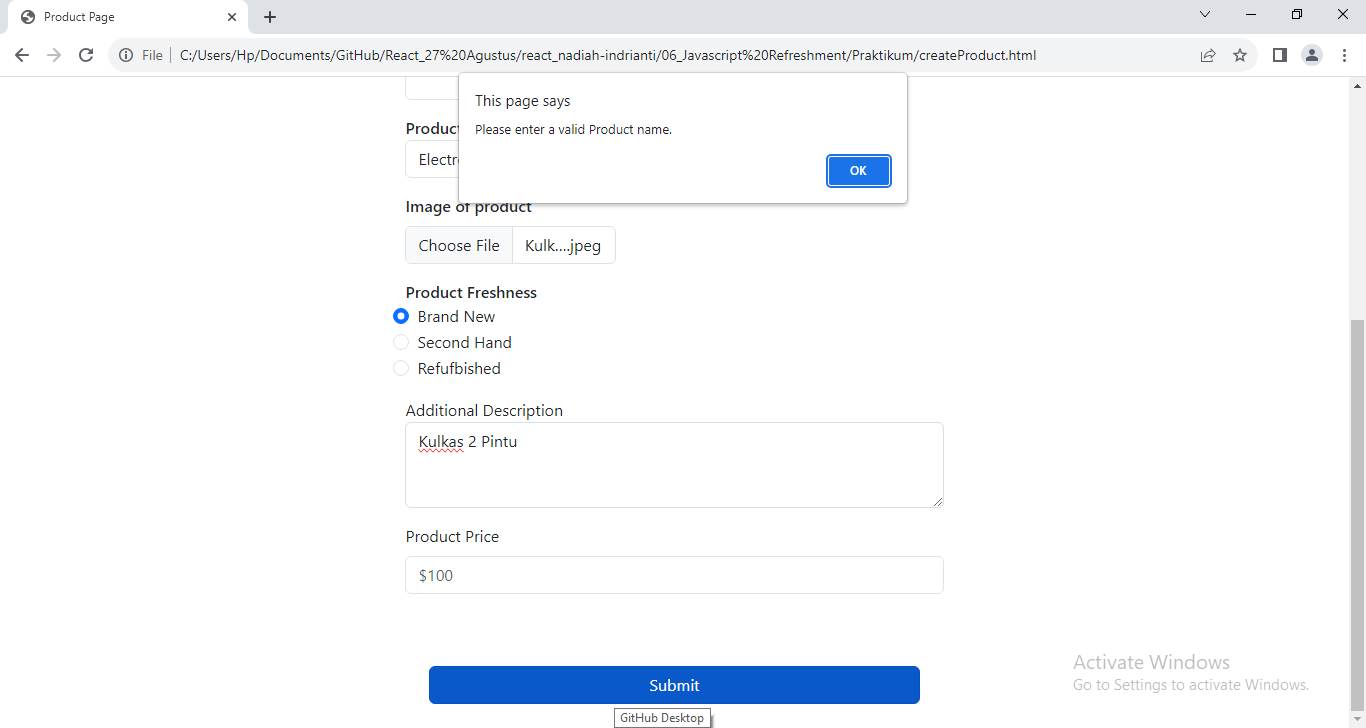 Product Page
File
C:/Users/Hp/Documents/GitHub/React_27%20Agustus/react_nadiah-indrianti/06_Javascript%20Refreshment/Praktikum/createProduct.html
This page says
Please enter a valid Product name.
OK
Product
Electr
Image of product
Choose File
Kulk....jpeg
Product Freshness
Brand New
Second Hand
Refufbished
Additional Description
Kulkas 2 Pintu
Product Price
$100
Submit
Activate Windows
Go to Settings to activate Windows.
GitHub Desktop